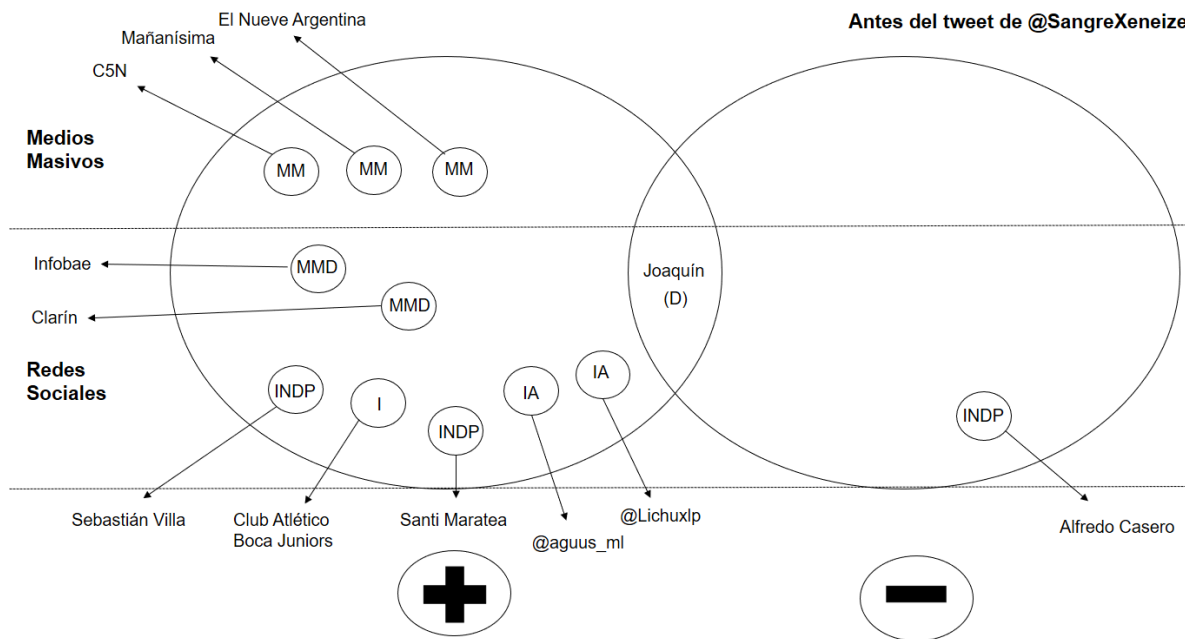 El Nueve Argentina
Antes del tweet de @SangreXeneize
Mañanísima
C5N
Medios
Masivos
MM
MM
MM
Infobae
MMD
Joaquín
(D)
Clarín
MMD
Redes
Sociales
INDP
I
INDP
IA
IA
INDP
Sebastián Villa
Club Atlético
Boca Juniors
Santi Maratea
@aguus_ml
@Lichuxlp
Alfredo Casero